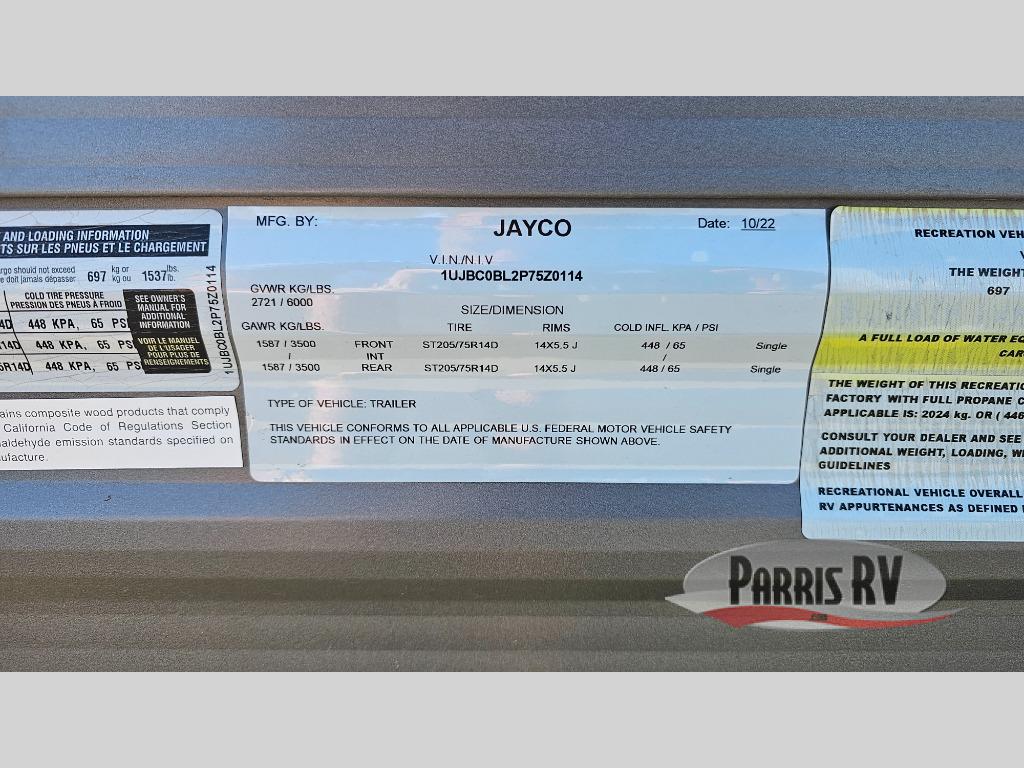 AND LOADING INFORMATION
TS SUR LES PNEUS ET LE CHARGEMENT
rgo should not exceed 697 kg or 1537 lbs.
e doit jamais dépasser kg ou lb.
COLD TIRE PRESSURE
PRESSION DES PNEUS À FROID
14D 448 KPA, 65 PSI
R14D 448 KPA, 65 PSI
5R14D 448 KPA, 65 PSI
SEE OWNER'S
MANUAL FOR
ADDITIONAL
INFORMATION
VOIR LE MANUEL
DE L'USAGER
POUR PLUS DE
RENSEIGNEMENTS
1UJBC0BL2P75Z0114
ains composite wood products that comply
California Code of Regulations Section
naldehyde emission standards specified on
ufacture.
MFG. BY: JAYCO Date: 10/22
V.I.N./N.I.V
1UJBC0BL2P75Z0114
GVWR KG/LBS.
2721 / 6000
SIZE/DIMENSION
GAWR KG/LBS. TIRE RIMS COLD INFL. KPA / PSI
1587 / 3500 FRONT ST205/75R14D 14X5.5 J 448 / 65 Single
/ INT /
1587 / 3500 REAR ST205/75R14D 14X5.5 J 448 / 65 Single
TYPE OF VEHICLE: TRAILER
THIS VEHICLE CONFORMS TO ALL APPLICABLE U.S. FEDERAL MOTOR VEHICLE SAFETY
STANDARDS IN EFFECT ON THE DATE OF MANUFACTURE SHOWN ABOVE.
RECREATION VEH
V
THE WEIGHT
697
A FULL LOAD OF WATER EQ
CAR
THE WEIGHT OF THIS RECREATIO
FACTORY WITH FULL PROPANE C
APPLICABLE IS: 2024 kg. OR ( 446
CONSULT YOUR DEALER AND SEE
ADDITIONAL WEIGHT, LOADING, WE
GUIDELINES
RECREATIONAL VEHICLE OVERALL
RV APPURTENANCES AS DEFINED
PARRIS RV